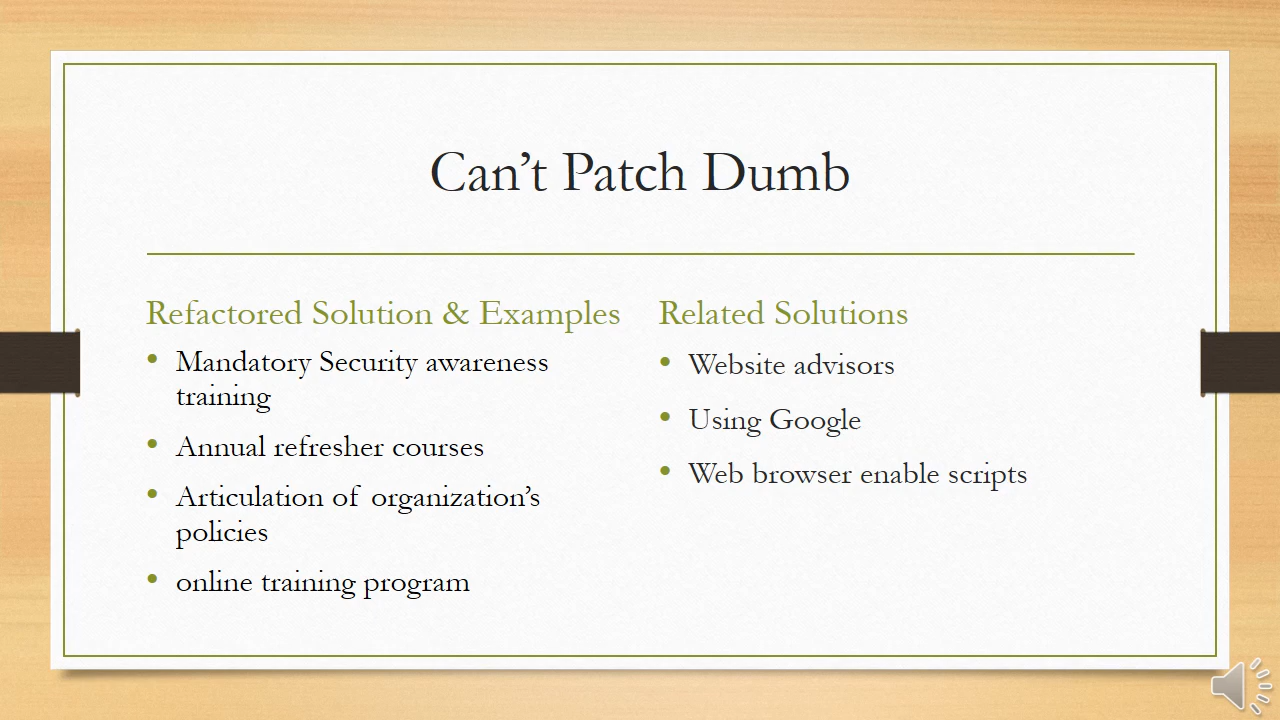 Can’t Patch Dumb
Refactored Solution & Examples
• Mandatory Security awareness
training
• Annual refresher courses
• Articulation of organization’s
policies
• online training program
Related Solutions
• Website advisors
• Using Google
• Web browser enable scripts